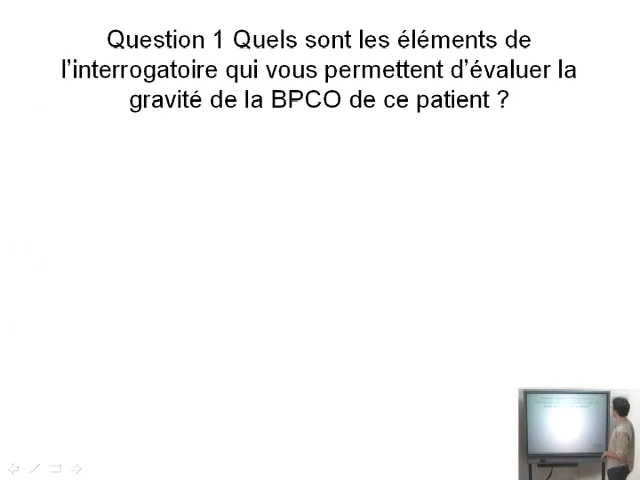 Question 1 Quels sont les éléments de
l'interrogatoire qui vous permettent d'évaluer la
gravité de la BPCO de ce patient ?